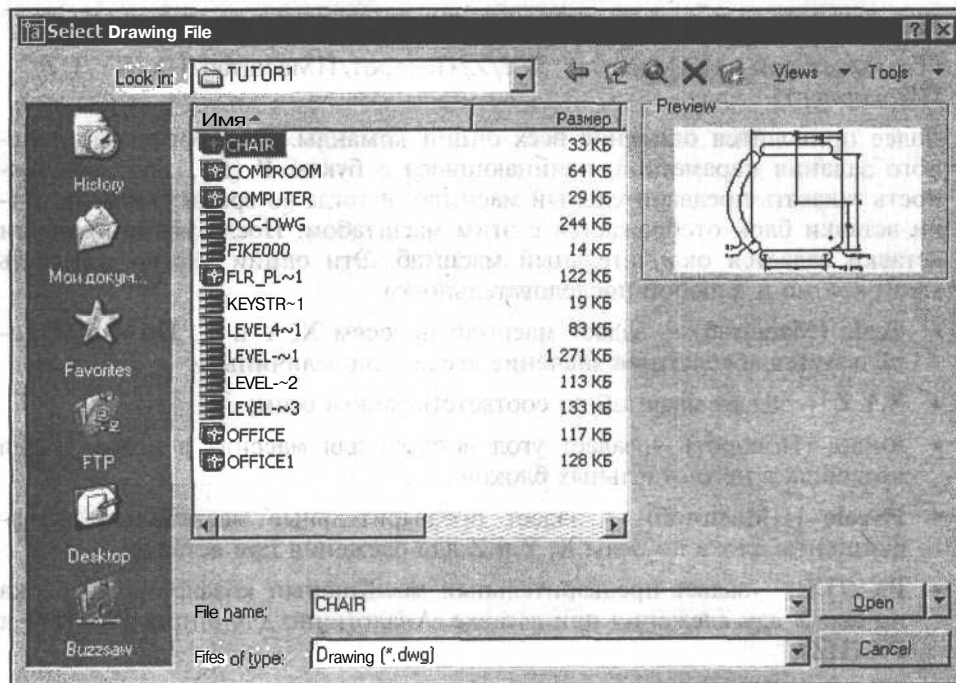 Select Drawing File
Look in: TUTOR1 Views Tools
Имя Размер
Preview
CHAIR 33 КБ
COMPROOM 64 КБ
COMPUTER 29 КБ
DOC-DWG 244 КБ
FIKE000 14 КБ
FLR_PL~1 122 КБ
KEYSTR~1 19 КБ
LEVEL4~1 83 КБ
LEVEL-~1 1 271 КБ
LEVEL-~2 113 КБ
LEVEL-~3 133 КБ
OFFICE 117 КБ
OFFICE1 128 КБ
History
Мои докум...
Favorites
FTP
Desktop
Buzzsaw
File name: CHAIR Open
Fifes of type: Drawing (*.dwg) Cancel